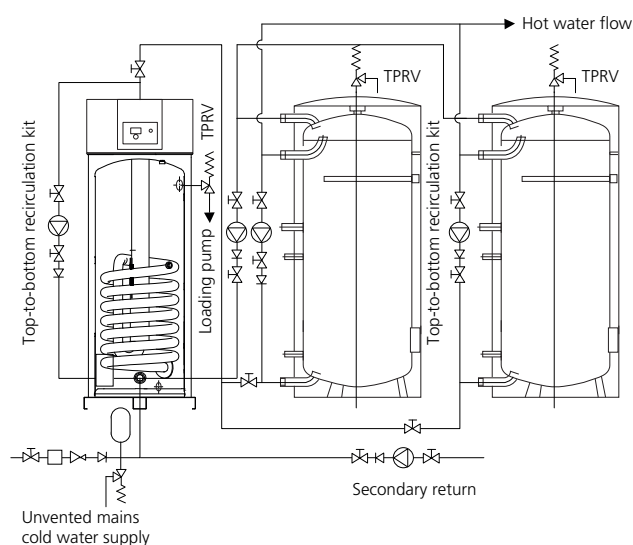 Hot water flow
TPRV
TPRV
TPRV
Top-to-bottom recirculation kit
Loading pump
Top-to-bottom recirculation kit
Secondary return
Unvented mains
cold water supply